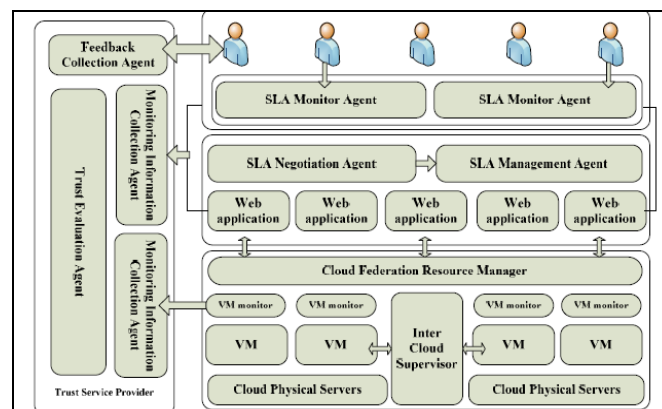 Feedback
Collection Agent
Trust Evaluation Agent
Monitoring Information
Collection Agent
Monitoring Information
Collection Agent
Trust Service Provider
SLA Monitor Agent
SLA Monitor Agent
SLA Negotiation Agent
SLA Management Agent
Web
application
Web
application
Web
application
Web
application
Web
application
Cloud Federation Resource Manager
VM monitor
VM monitor
VM monitor
VM monitor
VM
VM
Inter
Cloud
Supervisor
VM
VM
Cloud Physical Servers
Cloud Physical Servers